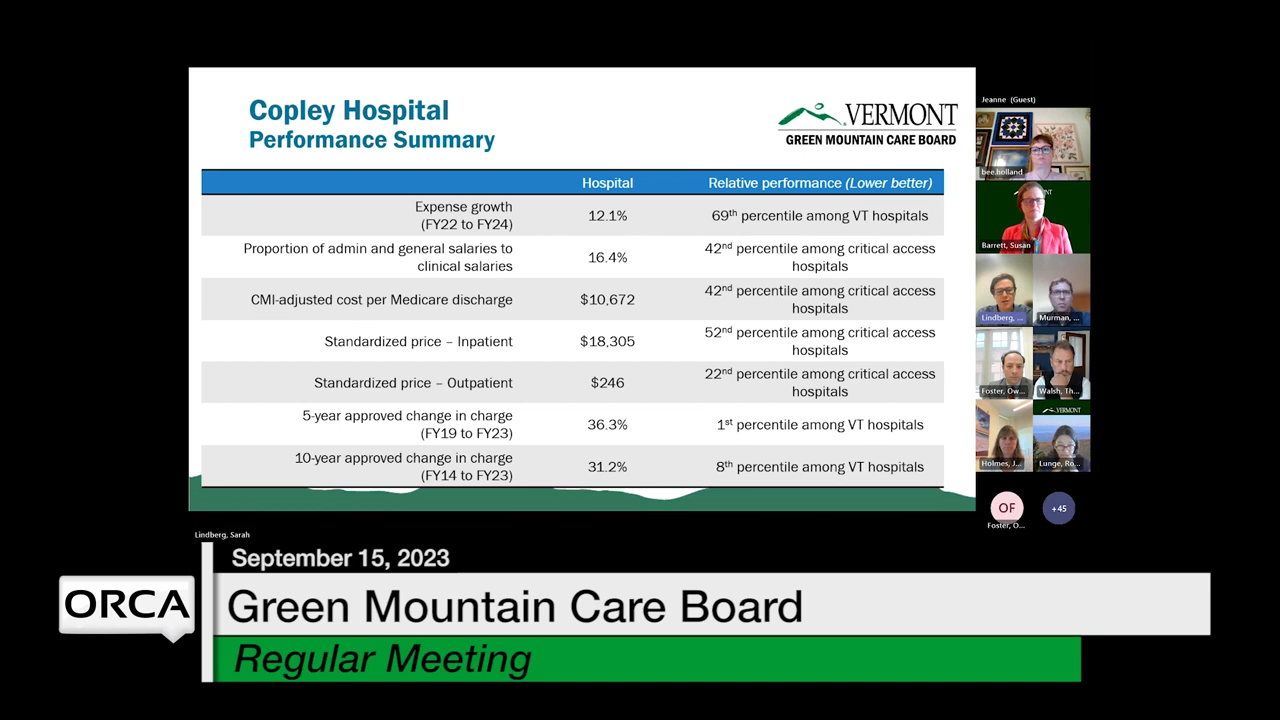 Copley Hospital
Performance Summary
VERMONT
GREEN MOUNTAIN CARE BOARD
Hospital Relative performance (Lower better)
Expense growth
(FY22 to FY24) 12.1% 69th percentile among VT hospitals
Proportion of admin and general salaries to
clinical salaries 16.4% 42nd percentile among critical access
hospitals
CMI-adjusted cost per Medicare discharge $10,672 42nd percentile among critical access
hospitals
Standardized price – Inpatient $18,305 52nd percentile among critical access
hospitals
Standardized price – Outpatient $246 22nd percentile among critical access
hospitals
5-year approved change in charge
(FY19 to FY23) 36.3% 1st percentile among VT hospitals
10-year approved change in charge
(FY14 to FY23) 31.2% 8th percentile among VT hospitals
Jeanne (Guest)
bee.holland
Barrett, Susan
Lindberg, ...
Murman, ...
Foster, Ow...
Walsh, Th...
VERMONT
Holmes, J...
Lunge, Ro...
OF
+45
Foster, O...
Lindberg, Sarah
September 15, 2023
ORCA
Green Mountain Care Board
Regular Meeting